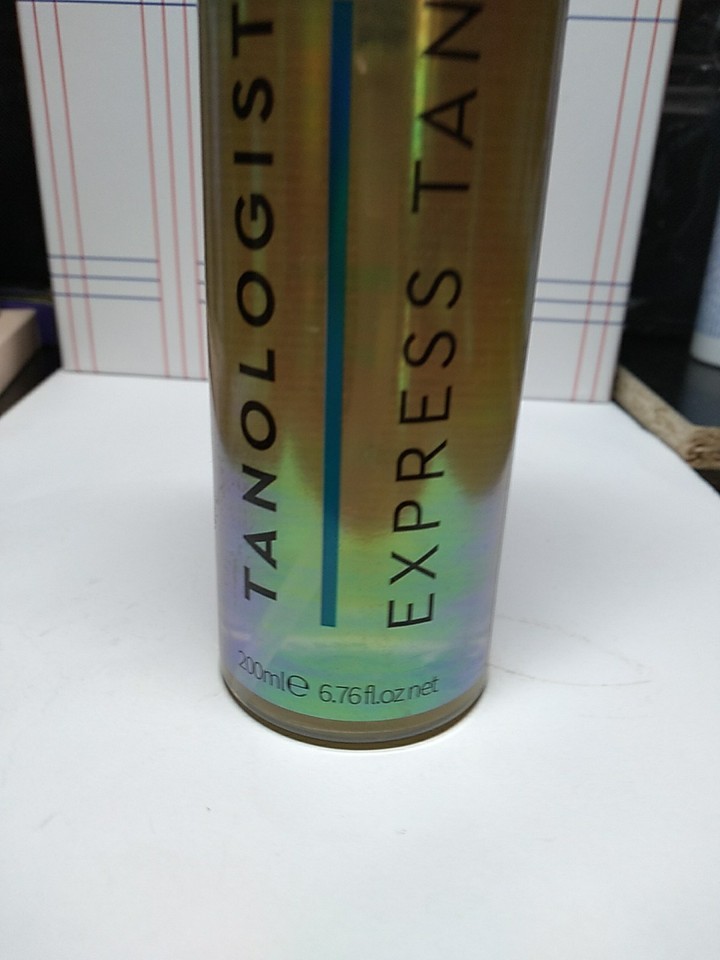 TANOLOGIST
EXPRESS TAN
200ml℮ 6.76fl.oz net